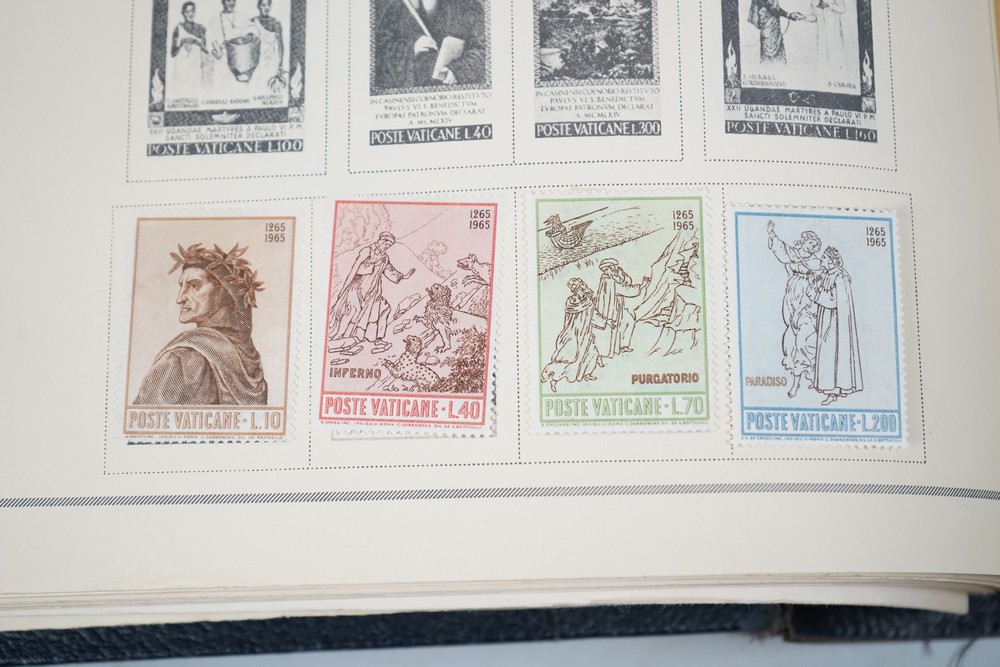 XXII UGANDAE MARTYRES A PAULO VI P.M.
SANCTI SOLEMNITER DECLARATI
POSTE VATICANE L.100
IN CASINENSI COENOBIO RESTITUTO
PAVLVS VI S. BENEDICTVM
EVROPAE PATRONVM DECLARAT
A. MCMLXIV
POSTE VATICANE L.40
IN CASINENSI COENOBIO RESTITVTO
PAVLVS VI S. BENEDICTVM
EVROPAE PATRONVM DECLARAT
A. MCMLXIV
POSTE VATICANE L.300
XXII UGANDAE MARTYRES A PAULO VI P.M.
SANCTI SOLEMNITER DECLARATI
POSTE VATICANE L.160
1265
1965
POSTE VATICANE·L.10
1265
1965
INFERNO
POSTE VATICANE·L.40
1265
1965
PURGATORIO
POSTE VATICANE·L.70
1265
1965
PARADISO
POSTE VATICANE·L.200